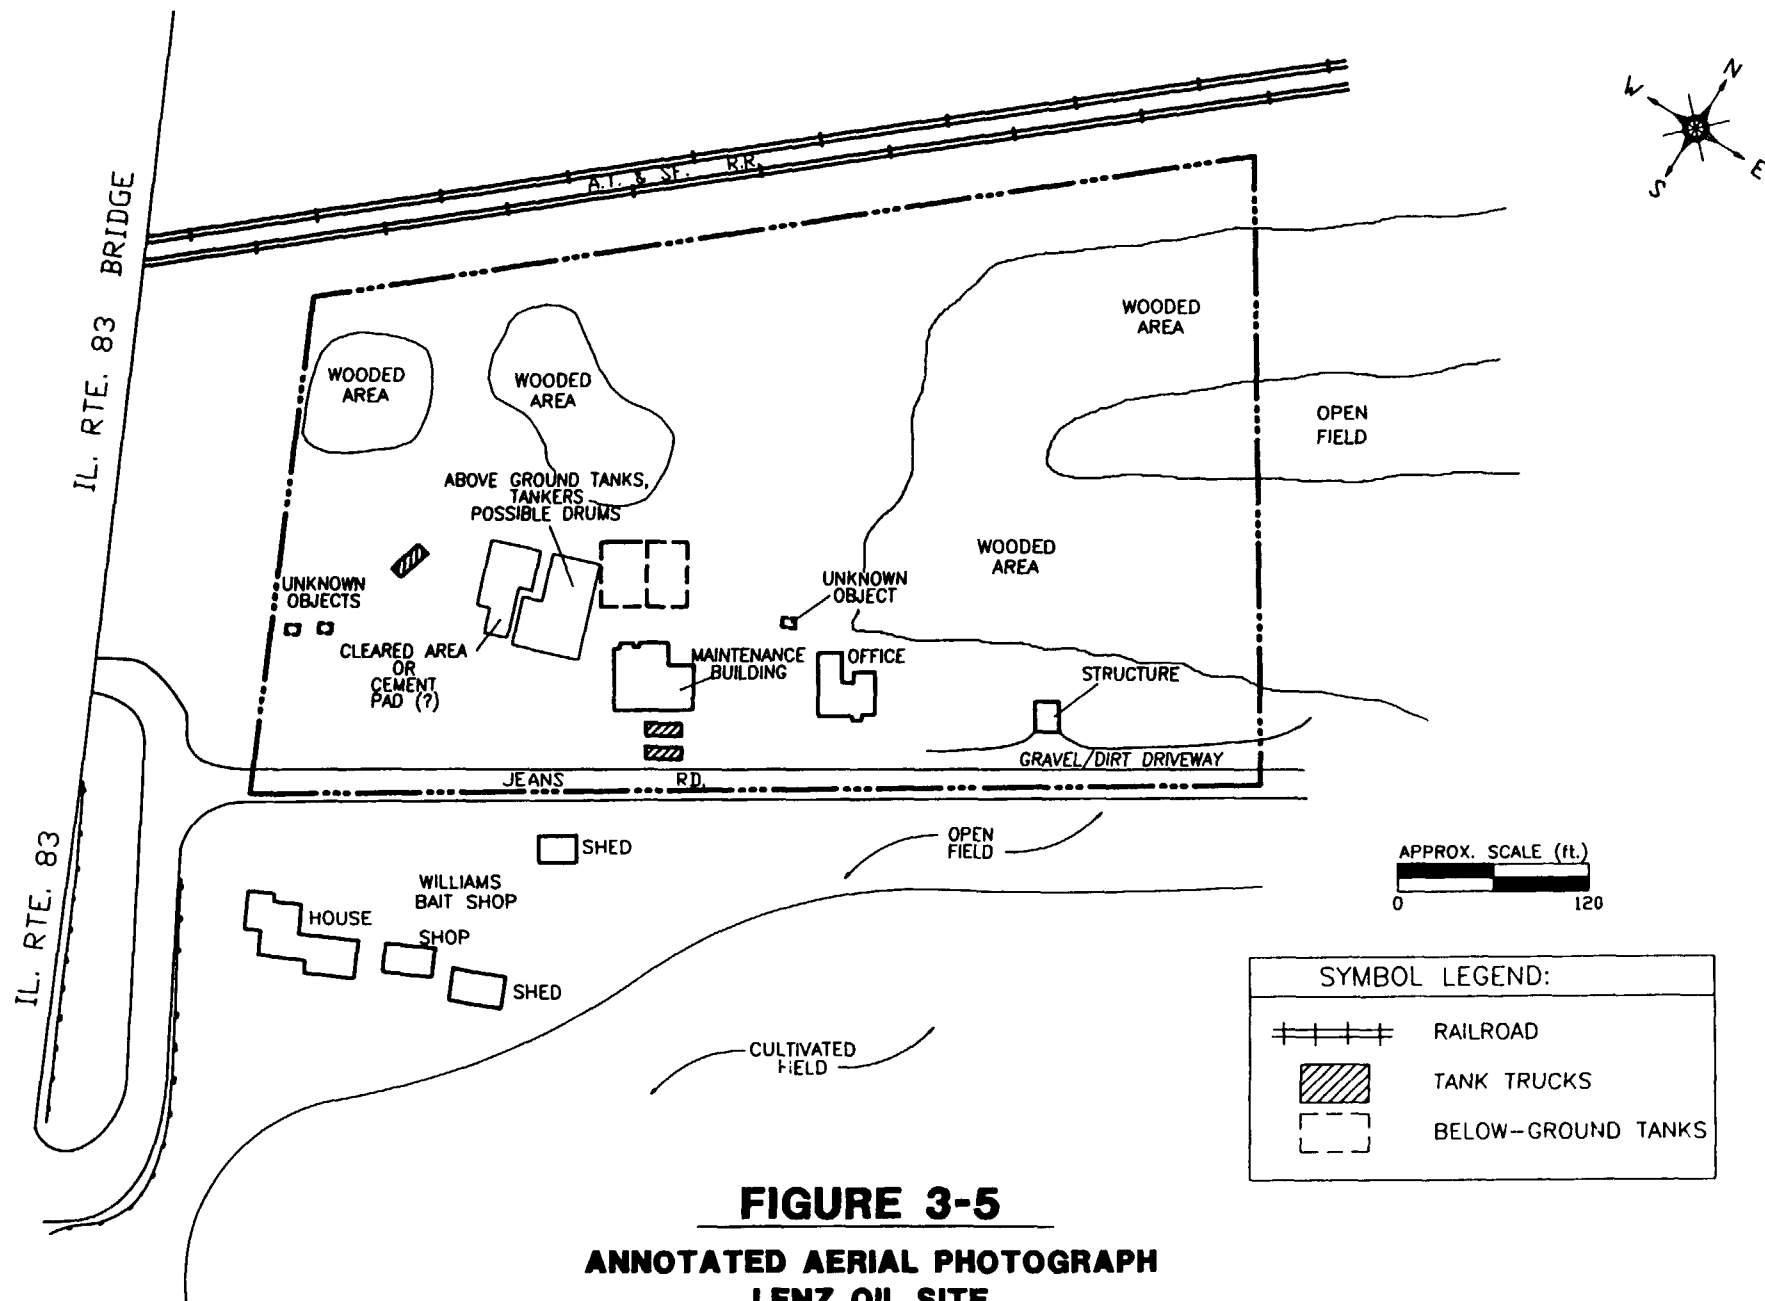 N
W
E
S
A.T. & SF. R.R.
IL. RTE. 83 BRIDGE
WOODED
AREA
WOODED
AREA
WOODED
AREA
OPEN
FIELD
ABOVE GROUND TANKS,
TANKERS
POSSIBLE DRUMS
WOODED
AREA
UNKNOWN
OBJECTS
UNKNOWN
OBJECT
CLEARED AREA
OR
CEMENT
PAD (?)
MAINTENANCE
BUILDING
OFFICE
STRUCTURE
GRAVEL/DIRT DRIVEWAY
JEANS RD.
IL. RTE. 83
SHED
OPEN
FIELD
WILLIAMS
BAIT SHOP
HOUSE
SHOP
SHED
CULTIVATED
FIELD
APPROX. SCALE (ft.)
0 120
SYMBOL LEGEND:
RAILROAD
TANK TRUCKS
BELOW-GROUND TANKS
FIGURE 3-5
ANNOTATED AERIAL PHOTOGRAPH
LENZ OIL SITE